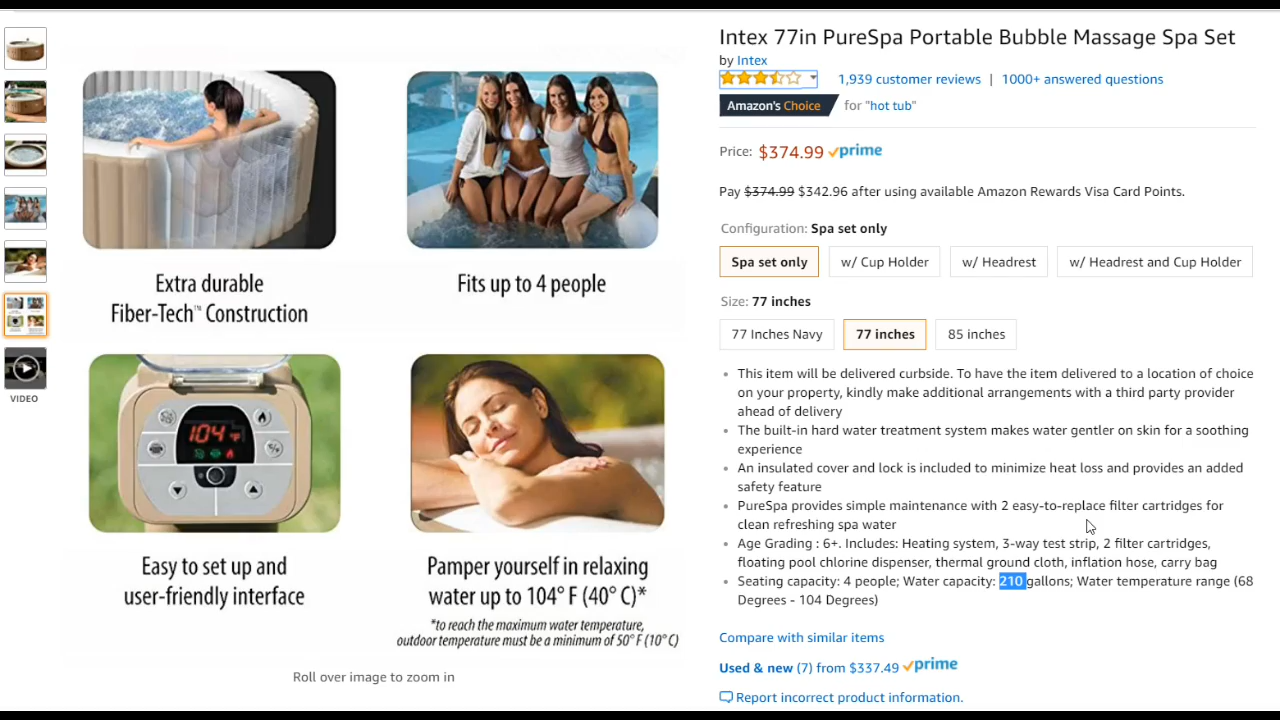 VIDEO
Extra durable
Fiber-Tech™ Construction
Fits up to 4 people
104°F
Easy to set up and
user-friendly interface
Pamper yourself in relaxing
water up to 104° F (40° C)*
*to reach the maximum water temperature,
outdoor temperature must be a minimum of 50° F (10° C)
Roll over image to zoom in
Intex 77in PureSpa Portable Bubble Massage Spa Set
by Intex
1,939 customer reviews | 1000+ answered questions
Amazon's Choice for "hot tub"
Price: $374.99 prime
Pay $374.99 $342.96 after using available Amazon Rewards Visa Card Points.
Configuration: Spa set only
Spa set only w/ Cup Holder w/ Headrest w/ Headrest and Cup Holder
Size: 77 inches
77 Inches Navy 77 inches 85 inches
• This item will be delivered curbside. To have the item delivered to a location of choice
on your property, kindly make additional arrangements with a third party provider
ahead of delivery
• The built-in hard water treatment system makes water gentler on skin for a soothing
experience
• An insulated cover and lock is included to minimize heat loss and provides an added
safety feature
• PureSpa provides simple maintenance with 2 easy-to-replace filter cartridges for
clean refreshing spa water
• Age Grading : 6+. Includes: Heating system, 3-way test strip, 2 filter cartridges,
floating pool chlorine dispenser, thermal ground cloth, inflation hose, carry bag
• Seating capacity: 4 people; Water capacity: 210 gallons; Water temperature range (68
Degrees - 104 Degrees)
Compare with similar items
Used & new (7) from $337.49 prime
Report incorrect product information.